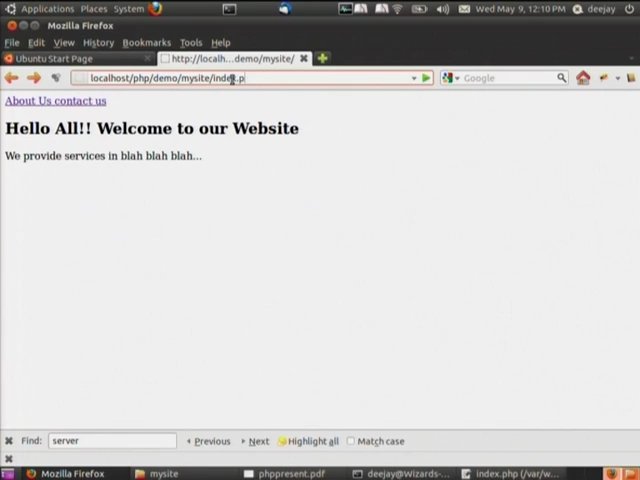 Applications Places System Wed May 9, 12:10 PM deejay
Mozilla Firefox
File Edit View History Bookmarks Tools Help
Ubuntu Start Page http://localh...demo/mysite/
localhost/php/demo/mysite/index.p Google
About Us contact us
Hello All!! Welcome to our Website
We provide services in blah blah blah...
Find: server Previous Next Highlight all Match case
Mozilla Firefox mysite phppresent.pdf deejay@Wizards-... index.php (/var/w...